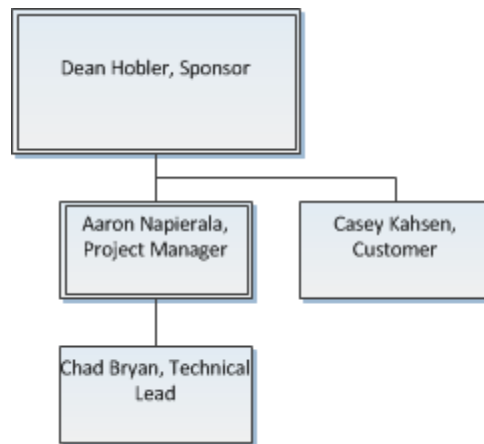 Dean Hobler, Sponsor
Aaron Napierala,
Project Manager
Casey Kahsen,
Customer
Chad Bryan, Technical
Lead